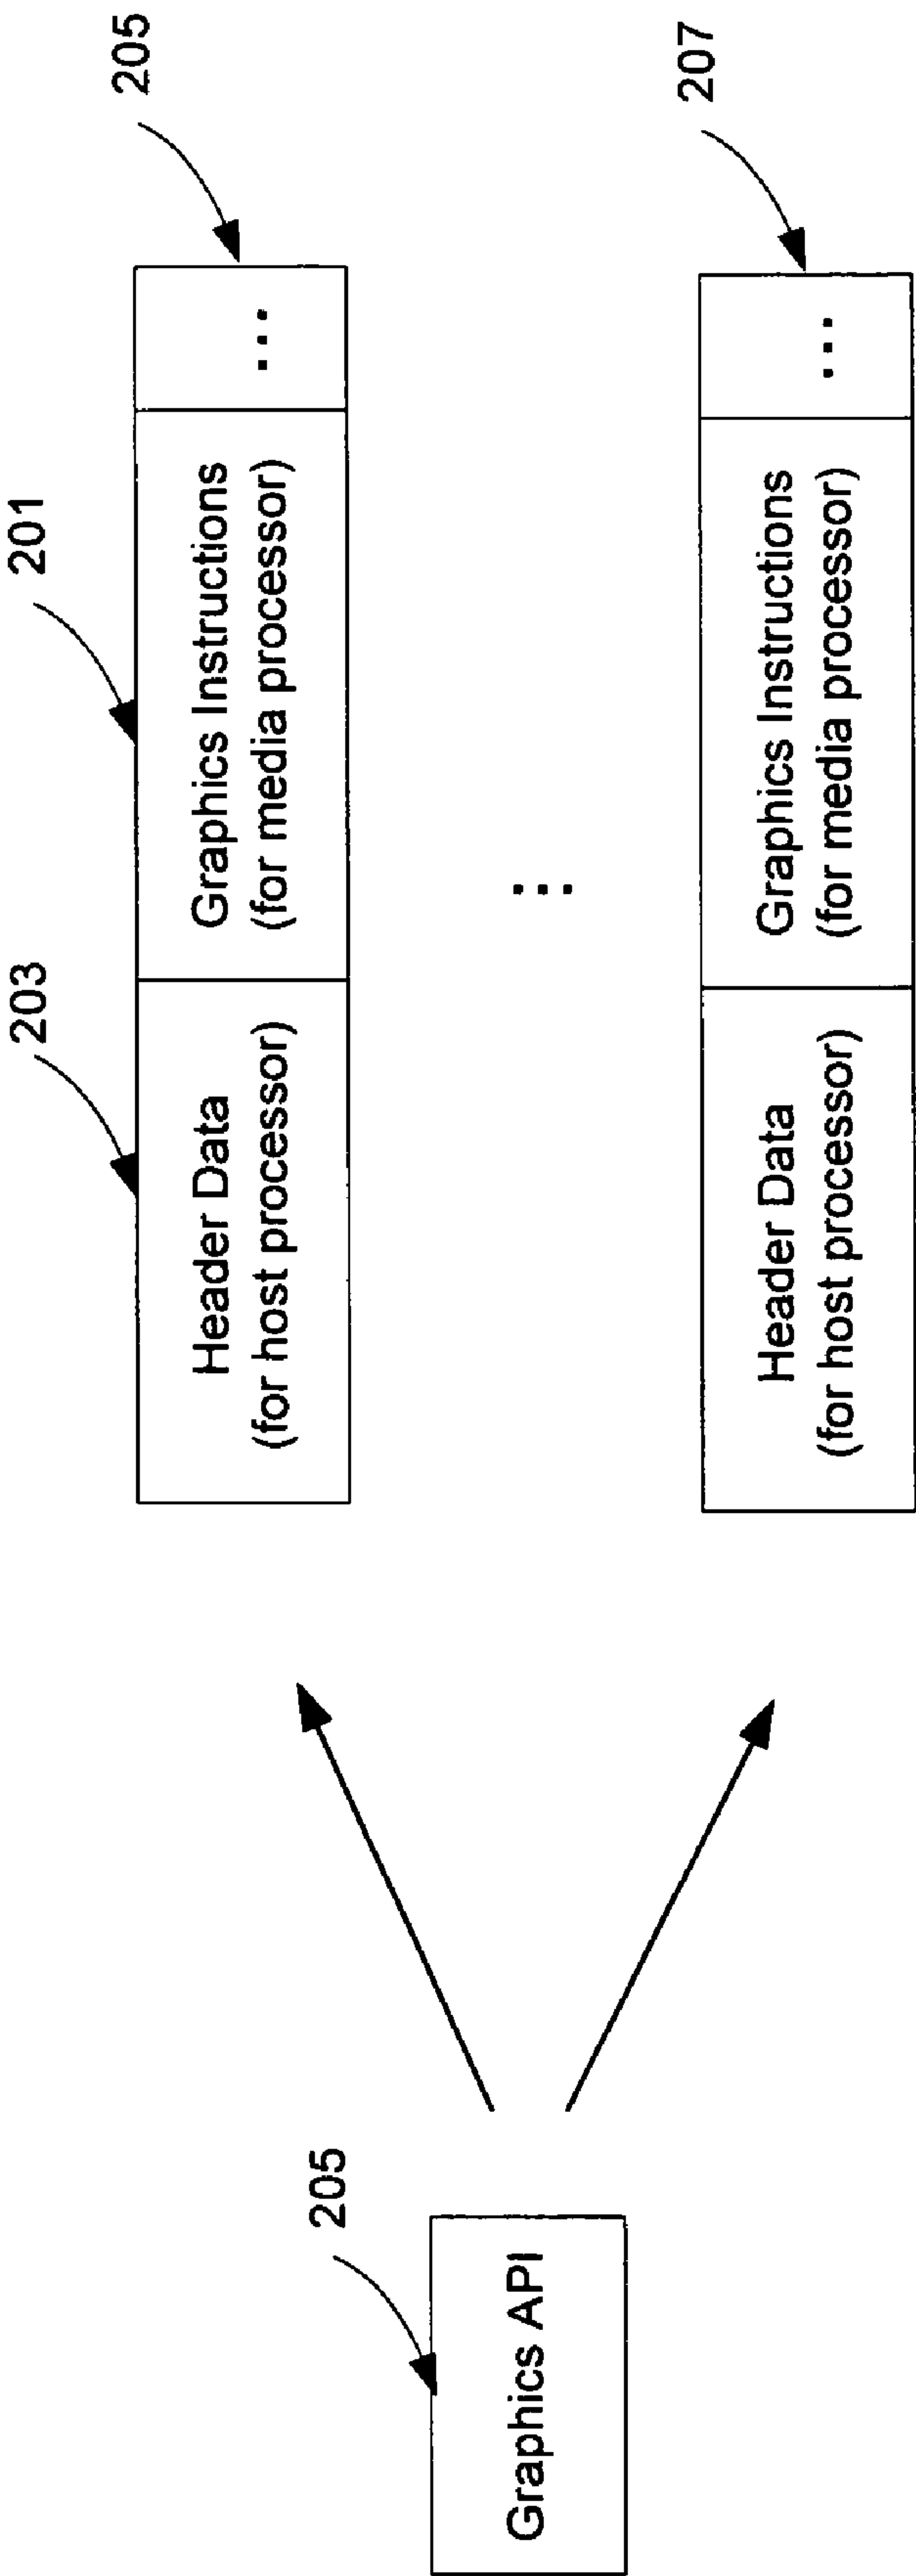 205
Graphics API
203
201
Header Data
(for host processor)
Graphics Instructions
(for media processor)
...
205
...
Header Data
(for host processor)
Graphics Instructions
(for media processor)
...
207